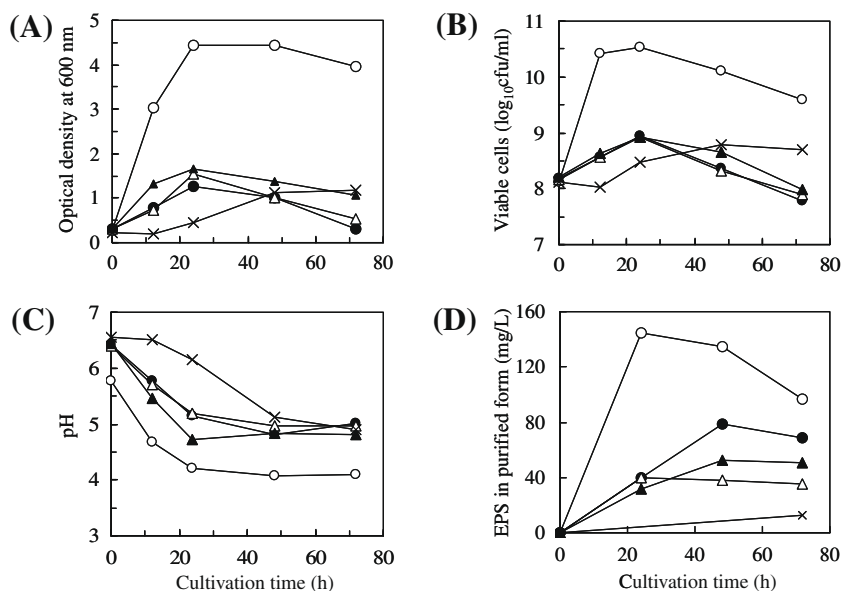 (A)
Optical density at 600 nm
5
4
3
2
1
0
0 20 40 60 80
(B)
Viable cells (log₁₀cfu/ml)
11
10
9
8
7
0 20 40 60 80
(C)
pH
7
6
5
4
3
0 20 40 60 80
Cultivation time (h)
(D)
EPS in purified form (mg/L)
160
120
80
40
0
0 20 40 60 80
Cultivation time (h)